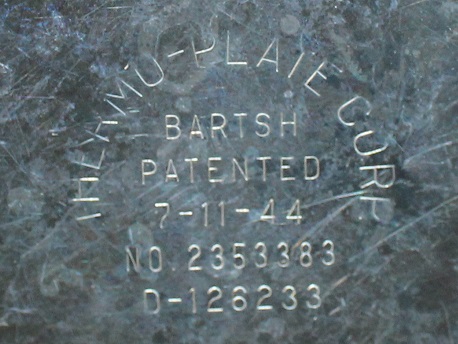 THERMO-PLATE CORP
BARTSH
PATENTED
7-11-44
NO. 2353383
D-126233